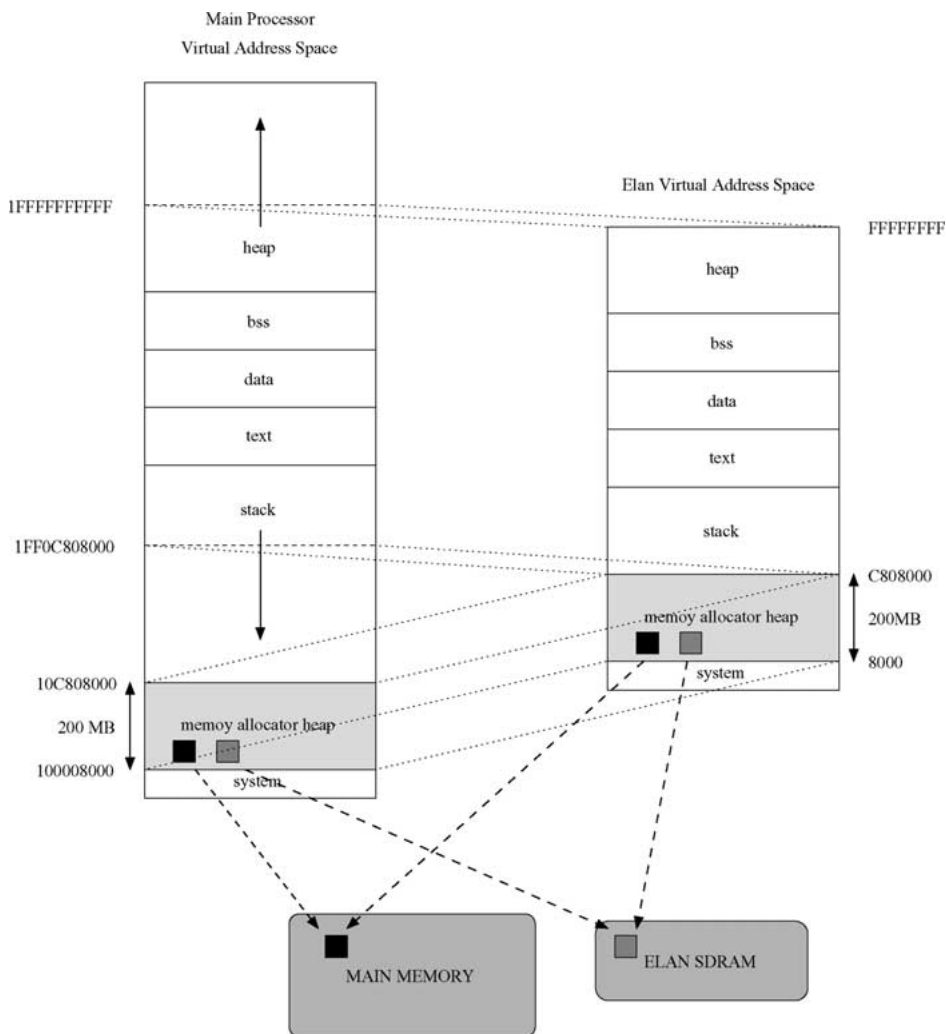 Main Processor
Virtual Address Space
1FFFFFFFFFF
Elan Virtual Address Space
FFFFFFFF
heap
heap
bss
bss
data
data
text
text
stack
stack
1FF0C808000
C808000
memoy allocator heap
200MB
8000
system
10C808000
memoy allocator heap
200 MB
100008000
system
MAIN MEMORY
ELAN SDRAM